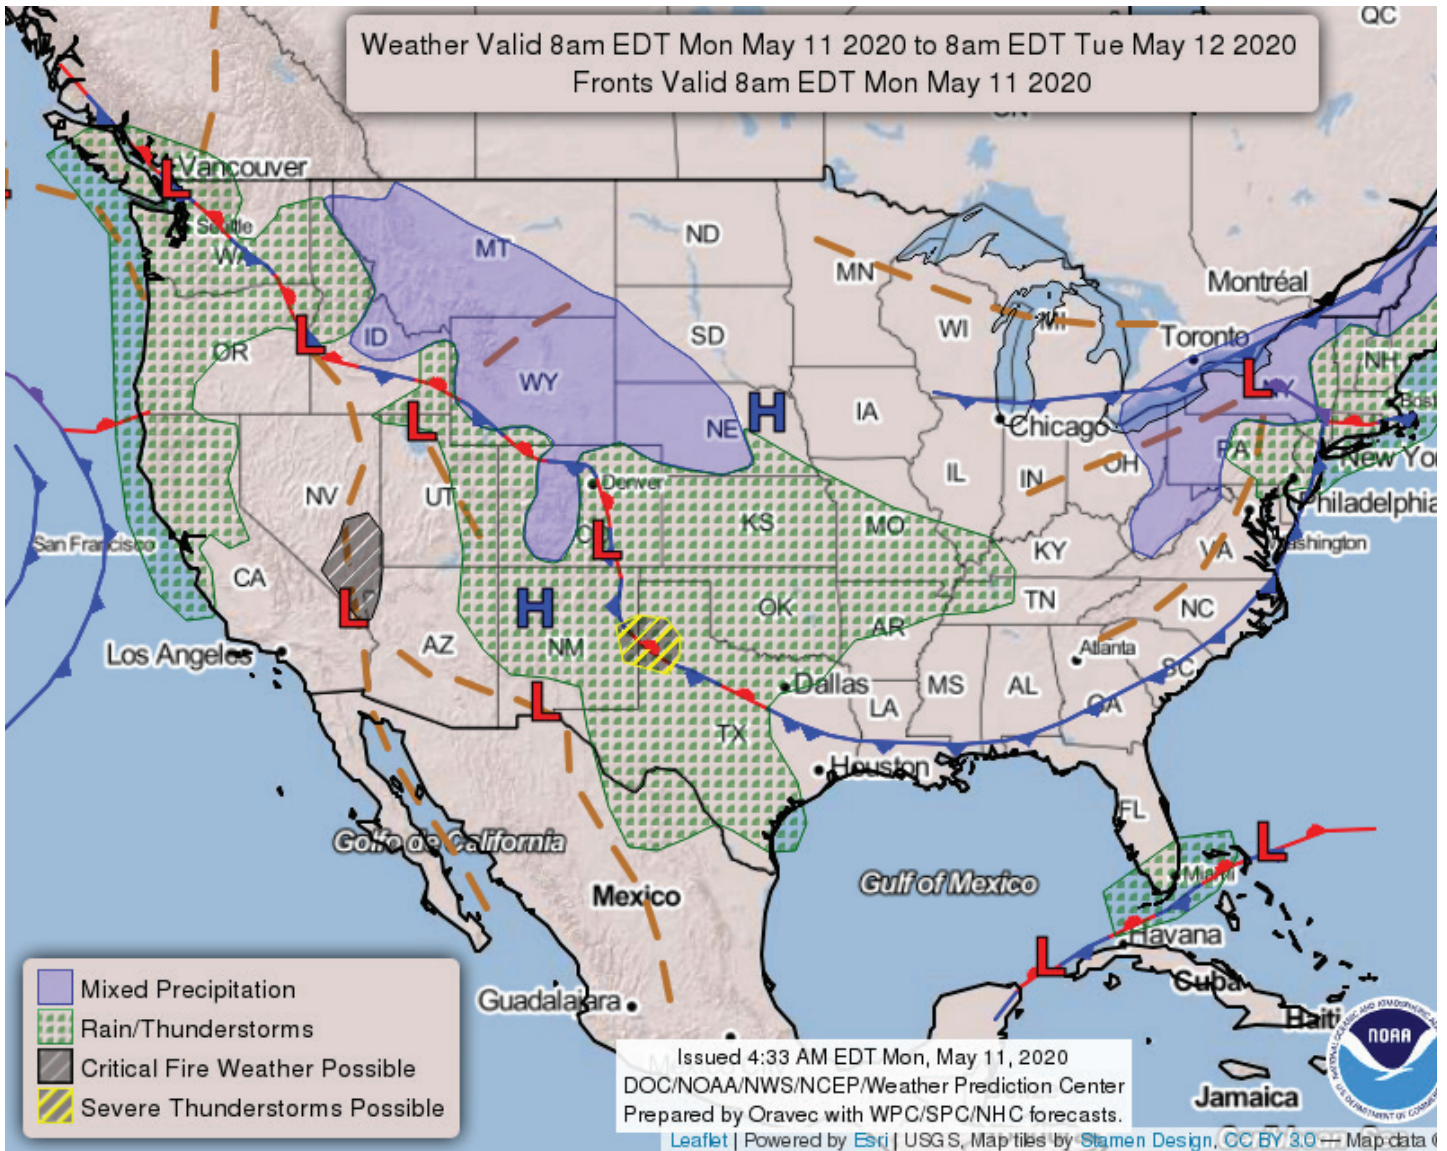 QC
Weather Valid 8am EDT Mon May 11 2020 to 8am EDT Tue May 12 2020
Fronts Valid 8am EDT Mon May 11 2020
L
Vancouver
Seattle
WA
MT
ND
MN
Montréal
OR
L
ID
WY
SD
WI
MI
Toronto
NH
L
NY
L
NE
H
IA
Chicago
Boston
NV
UT
Denver
IL
IN
OH
PA
New York
Philadelphia
San Francisco
CA
L
KS
MO
KY
VA
Washington
L
H
OK
TN
NC
Los Angeles
AZ
NM
AR
Atlanta
SC
L
Dallas
LA
MS
AL
GA
TX
Houston
FL
Golfo de California
L
Mexico
Gulf of Mexico
Miami
L
Havana
Cuba
Guadalajara
Haiti
Jamaica
NOAA
Mixed Precipitation
Rain/Thunderstorms
Critical Fire Weather Possible
Severe Thunderstorms Possible
Issued 4:33 AM EDT Mon, May 11, 2020
DOC/NOAA/NWS/NCEP/Weather Prediction Center
Prepared by Oravec with WPC/SPC/NHC forecasts.
Leaflet | Powered by Esri | USGS, Map tiles by Stamen Design, CC BY 3.0 — Map data ©